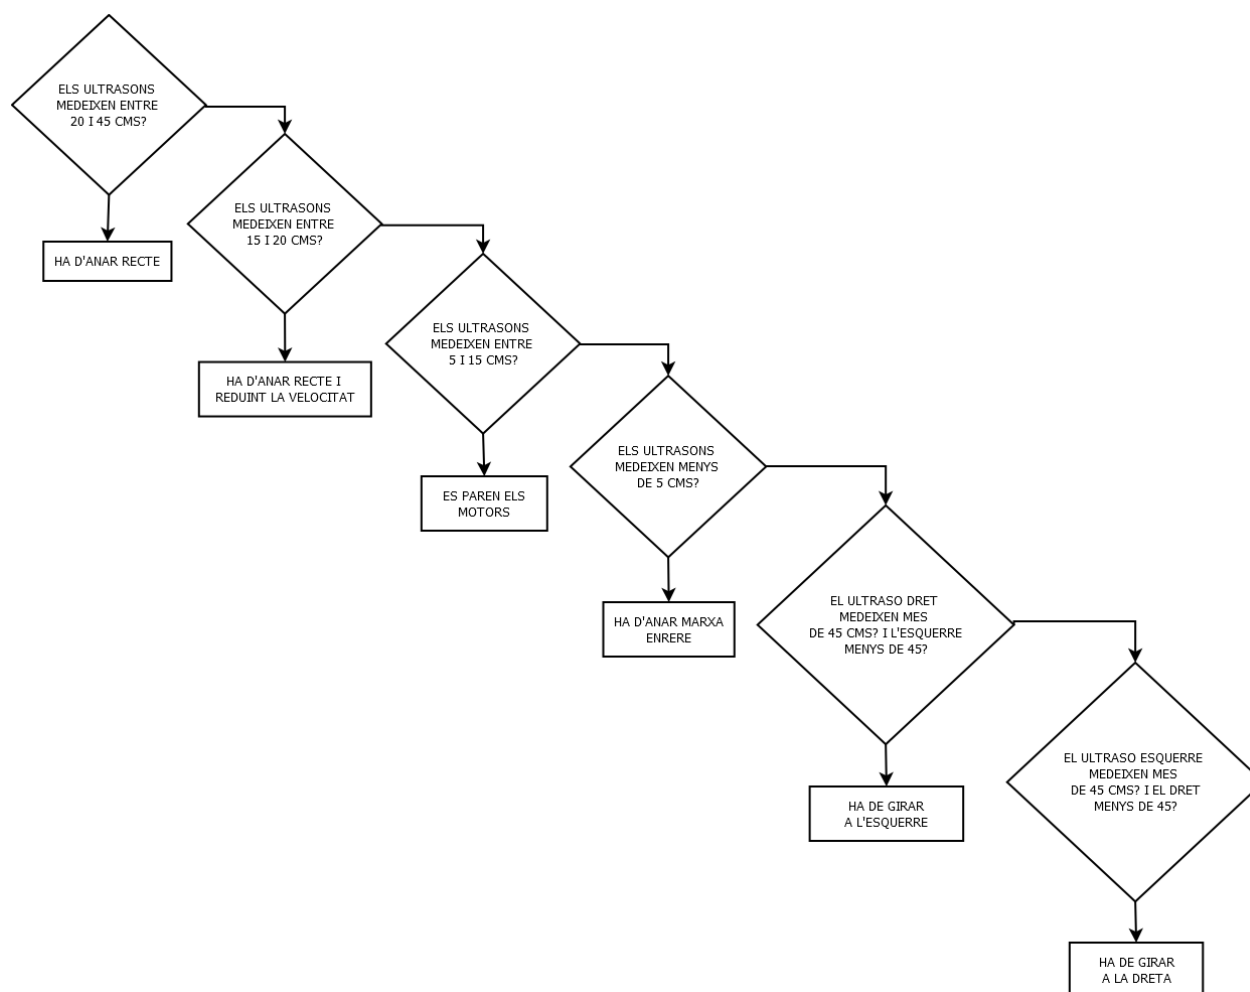 ELS ULTRASONS
MEDEIXEN ENTRE
20 I 45 CMS?
HA D'ANAR RECTE
ELS ULTRASONS
MEDEIXEN ENTRE
15 I 20 CMS?
HA D'ANAR RECTE I
REDUINT LA VELOCITAT
ELS ULTRASONS
MEDEIXEN ENTRE
5 I 15 CMS?
ES PAREN ELS
MOTORS
ELS ULTRASONS
MEDEIXEN MENYS
DE 5 CMS?
HA D'ANAR MARXA
ENRERE
EL ULTRASO DRET
MEDEIXEN MES
DE 45 CMS? I L'ESQUERRE
MENYS DE 45?
HA DE GIRAR
A L'ESQUERRE
EL ULTRASO ESQUERRE
MEDEIXEN MES
DE 45 CMS? I EL DRET
MENYS DE 45?
HA DE GIRAR
A LA DRETA